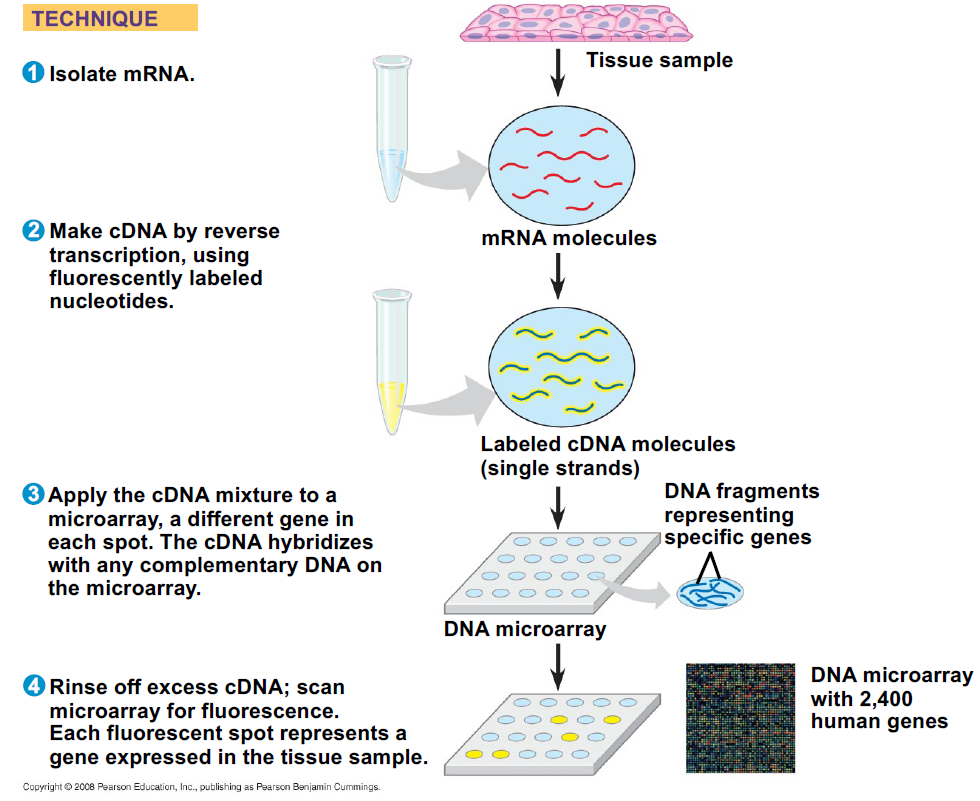 TECHNIQUE
1 Isolate mRNA.
Tissue sample
mRNA molecules
2 Make cDNA by reverse
transcription, using
fluorescently labeled
nucleotides.
Labeled cDNA molecules
(single strands)
3 Apply the cDNA mixture to a
microarray, a different gene in
each spot. The cDNA hybridizes
with any complementary DNA on
the microarray.
DNA fragments
representing
specific genes
DNA microarray
4 Rinse off excess cDNA; scan
microarray for fluorescence.
Each fluorescent spot represents a
gene expressed in the tissue sample.
DNA microarray
with 2,400
human genes
Copyright © 2008 Pearson Education, Inc., publishing as Pearson Benjamin Cummings.